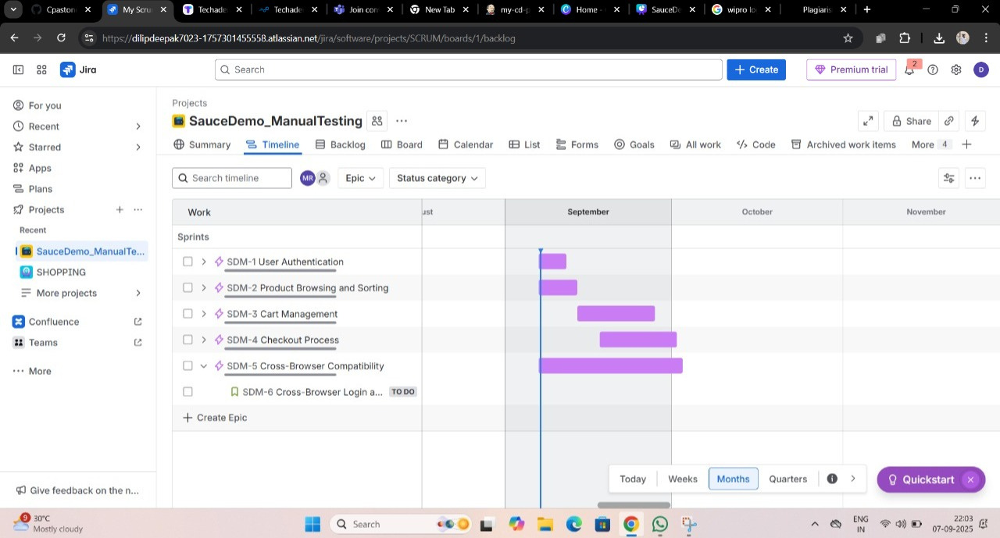 Cpaston
My Scru
Techade
Techade
Join con
New Tab
my-cd-p
Home -
SauceDe
wipro lo
Plagiaris
https://dilipdeepak7023-1757301455558.atlassian.net/jira/software/projects/SCRUM/boards/1/backlog
Jira
Search
+ Create
Premium trial
2
D
For you
Recent
Starred
Apps
Plans
Projects
Recent
SauceDemo_ManualTe...
SHOPPING
More projects
Confluence
Teams
More
Give feedback on the n...
Projects
SauceDemo_ManualTesting
Share
Summary
Timeline
Backlog
Board
Calendar
List
Forms
Goals
All work
Code
Archived work items
More 4
Search timeline
MR
Epic
Status category
Work
ust
September
October
November
Sprints
SDM-1 User Authentication
SDM-2 Product Browsing and Sorting
SDM-3 Cart Management
SDM-4 Checkout Process
SDM-5 Cross-Browser Compatibility
SDM-6 Cross-Browser Login a... TO DO
+ Create Epic
Today
Weeks
Months
Quarters
Quickstart
9
30°C
Mostly cloudy
Search
ENG
IN
22:03
07-09-2025